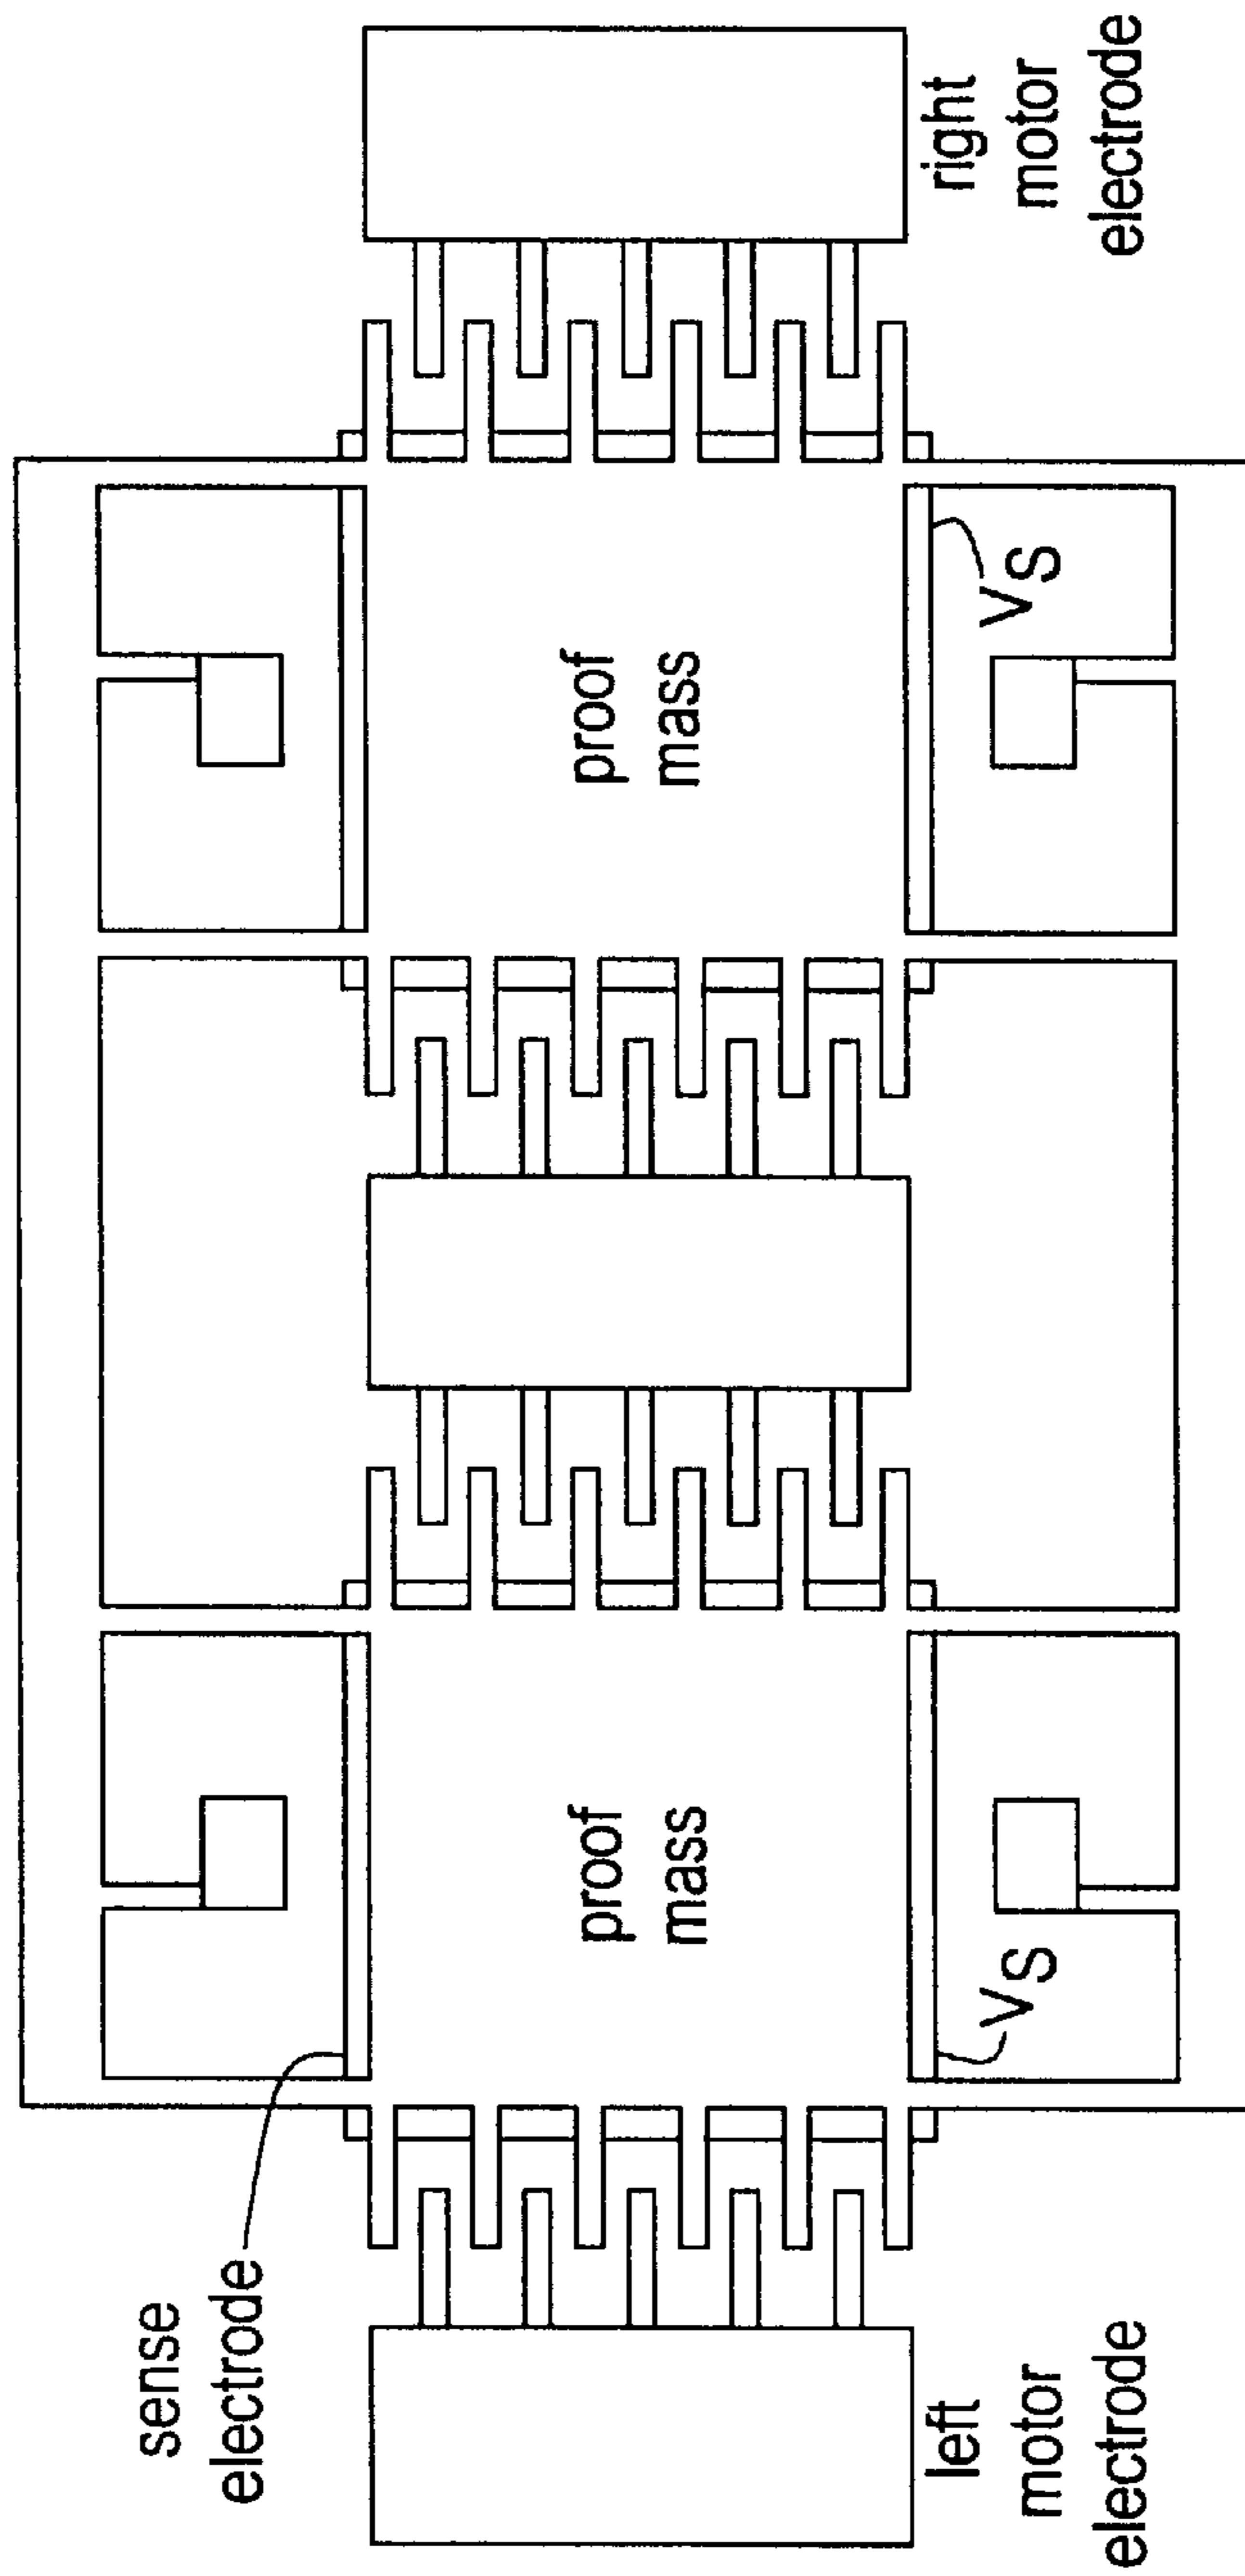 sense
electrode
proof
mass
proof
mass
VS
VS
left
motor
electrode
right
motor
electrode